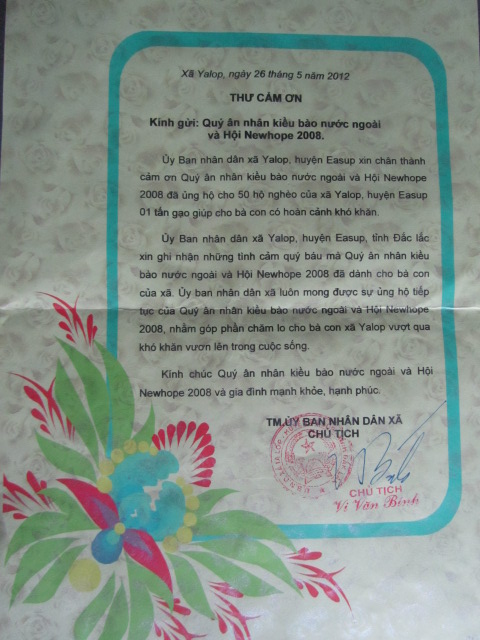 Xã Yalop, ngày 26 tháng 5 năm 2012
THƯ CẢM ƠN
Kính gửi: Quý ân nhân kiều bào nước ngoài
và Hội Newhope 2008.
Ủy Ban nhân dân xã Yalop, huyện Easup xin chân thành
cảm ơn Quý ân nhân kiều bào nước ngoài và Hội Newhope
2008 đã ủng hộ cho 50 hộ nghèo của xã Yalop, huyện Easup
01 tấn gạo giúp cho bà con có hoàn cảnh khó khăn.
Ủy Ban nhân dân xã Yalop, huyện Easup, tỉnh Đắc lắc
xin ghi nhận những tình cảm quý báu mà Quý ân nhân kiều
bào nước ngoài và Hội Newhope 2008 đã dành cho bà con
của xã. Ủy ban nhân dân xã luôn mong được sự ủng hộ tiếp
tục của Quý ân nhân kiều bào nước ngoài và Hội Newhope
2008, nhằm góp phần chăm lo cho bà con xã Yalop vượt qua
khó khăn vươn lên trong cuộc sống.
Kính chúc Quý ân nhân kiều bào nước ngoài và Hội
Newhope 2008 và gia đình mạnh khỏe, hạnh phúc.
TM.ỦY BAN NHÂN DÂN XÃ
CHỦ TỊCH
CHỦ TỊCH
Vi Văn Bình